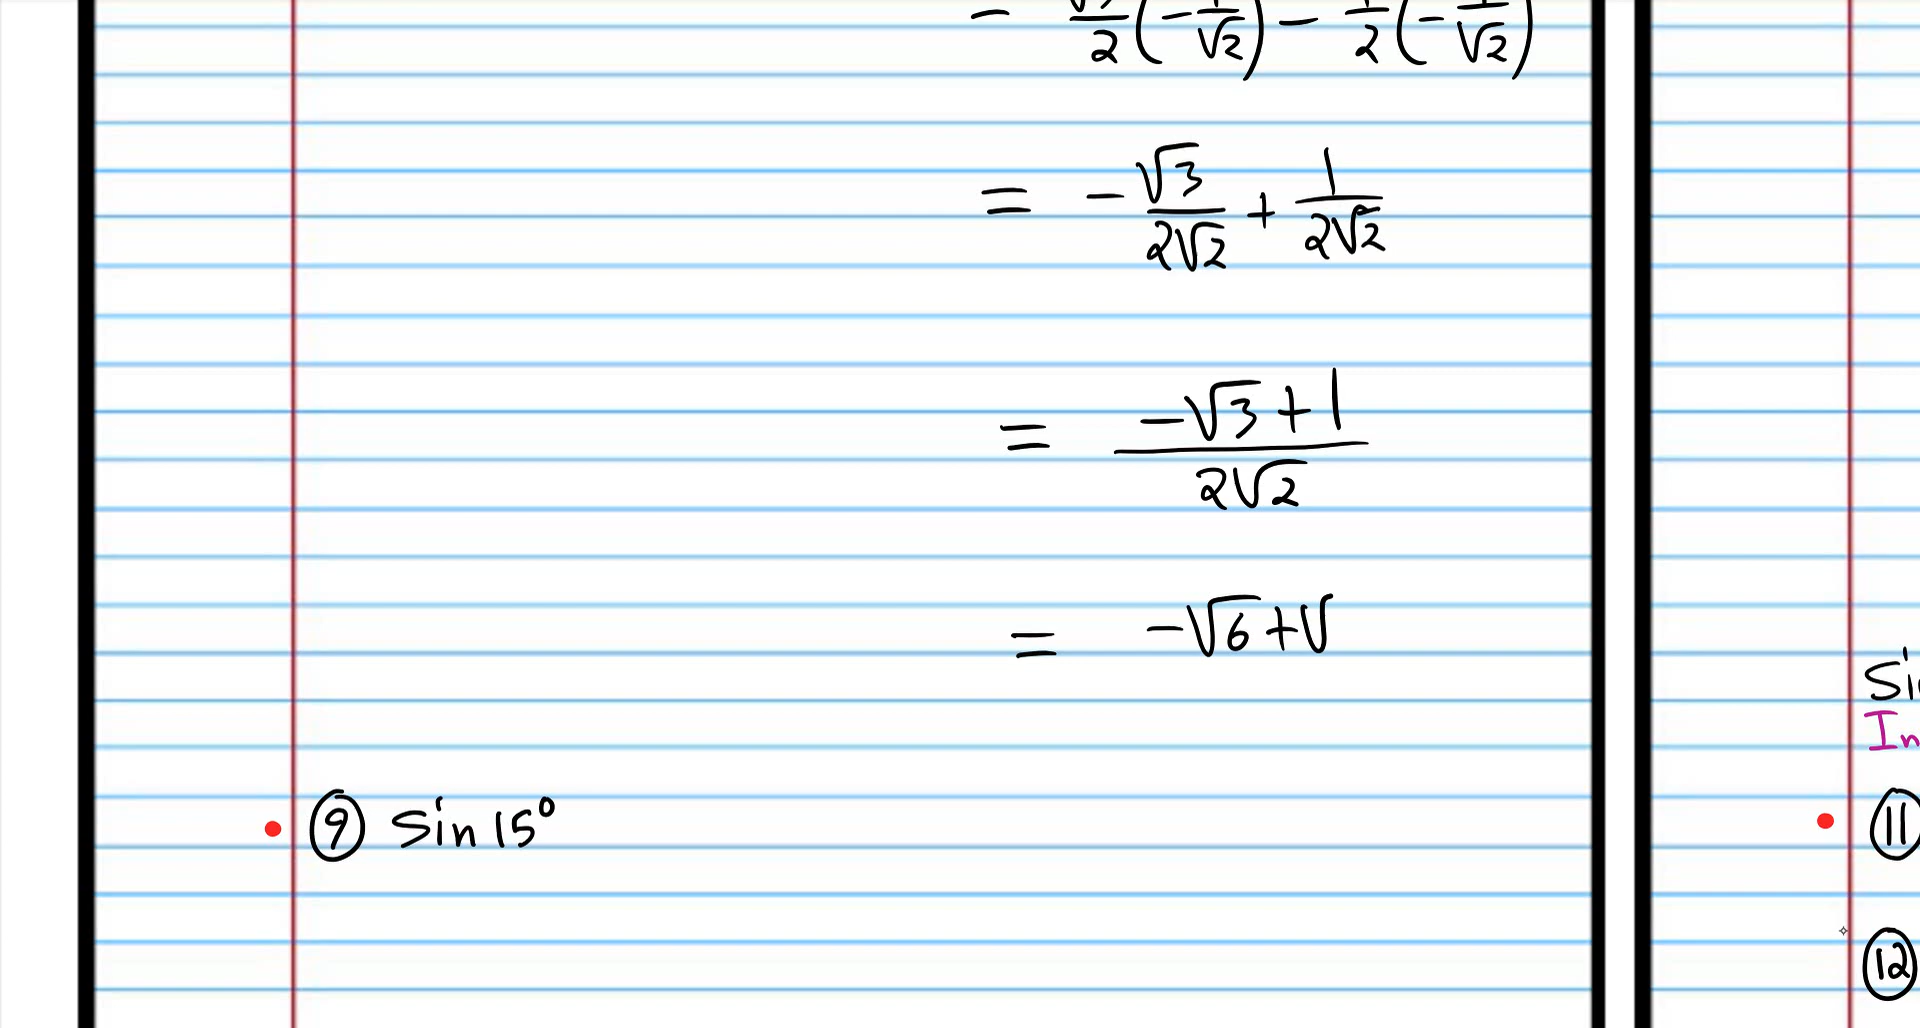 = √3/2 (-1/√2) - 1/2 (-1/√2)
= -√3/2√2 + 1/2√2
= (-√3+1)/2√2
= -√6+√
⑨ Sin 15°
Si
In
⑪
⑫